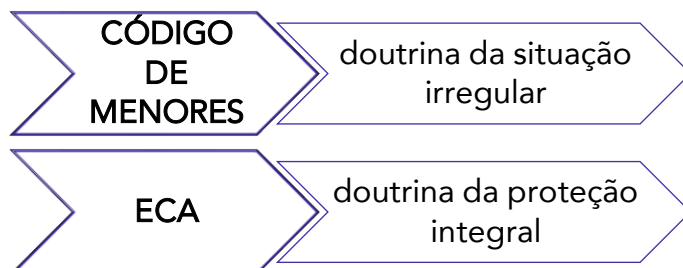 CÓDIGO
DE
MENORES
doutrina da situação
irregular
ECA
doutrina da proteção
integral